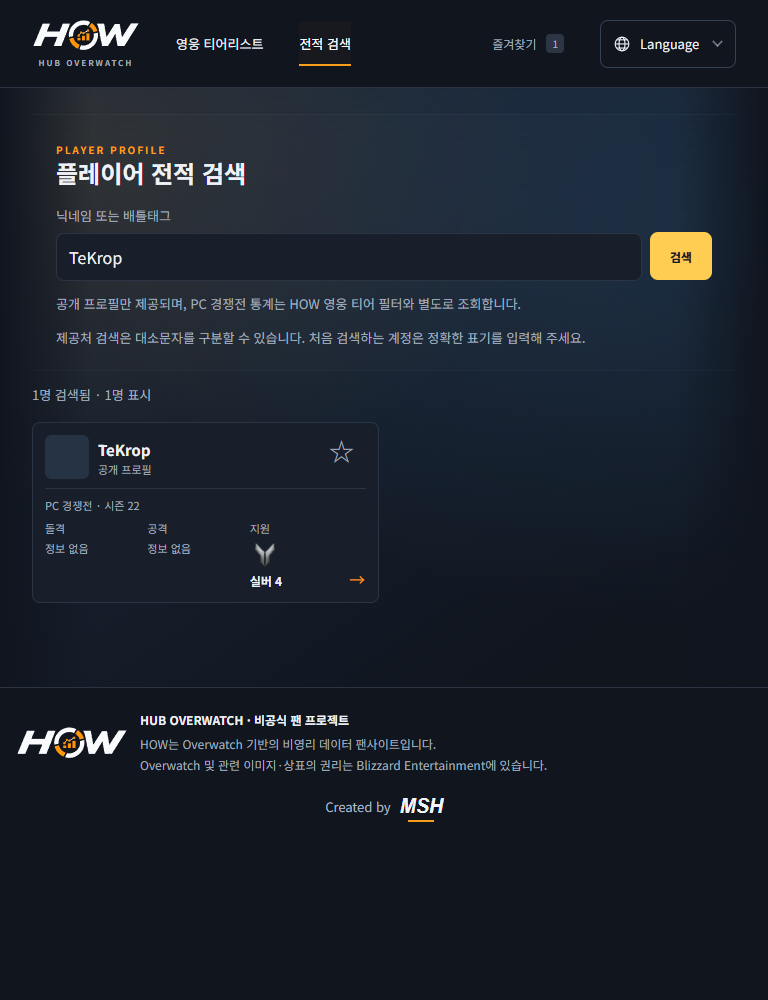 HOW
HUB OVERWATCH
영웅 티어리스트
전적 검색
즐겨찾기 1
Language
PLAYER PROFILE
플레이어 전적 검색
닉네임 또는 배틀태그
TeKrop
검색
공개 프로필만 제공되며, PC 경쟁전 통계는 HOW 영웅 티어 필터와 별도로 조회합니다.
제공처 검색은 대소문자를 구분할 수 있습니다. 처음 검색하는 계정은 정확한 표기를 입력해 주세요.
1명 검색됨 · 1명 표시
TeKrop
공개 프로필
PC 경쟁전 · 시즌 22
돌격 공격 지원
정보 없음 정보 없음
실버 4
HOW
HUB OVERWATCH · 비공식 팬 프로젝트
HOW는 Overwatch 기반의 비영리 데이터 팬사이트입니다.
Overwatch 및 관련 이미지·상표의 권리는 Blizzard Entertainment에 있습니다.
Created by MSH